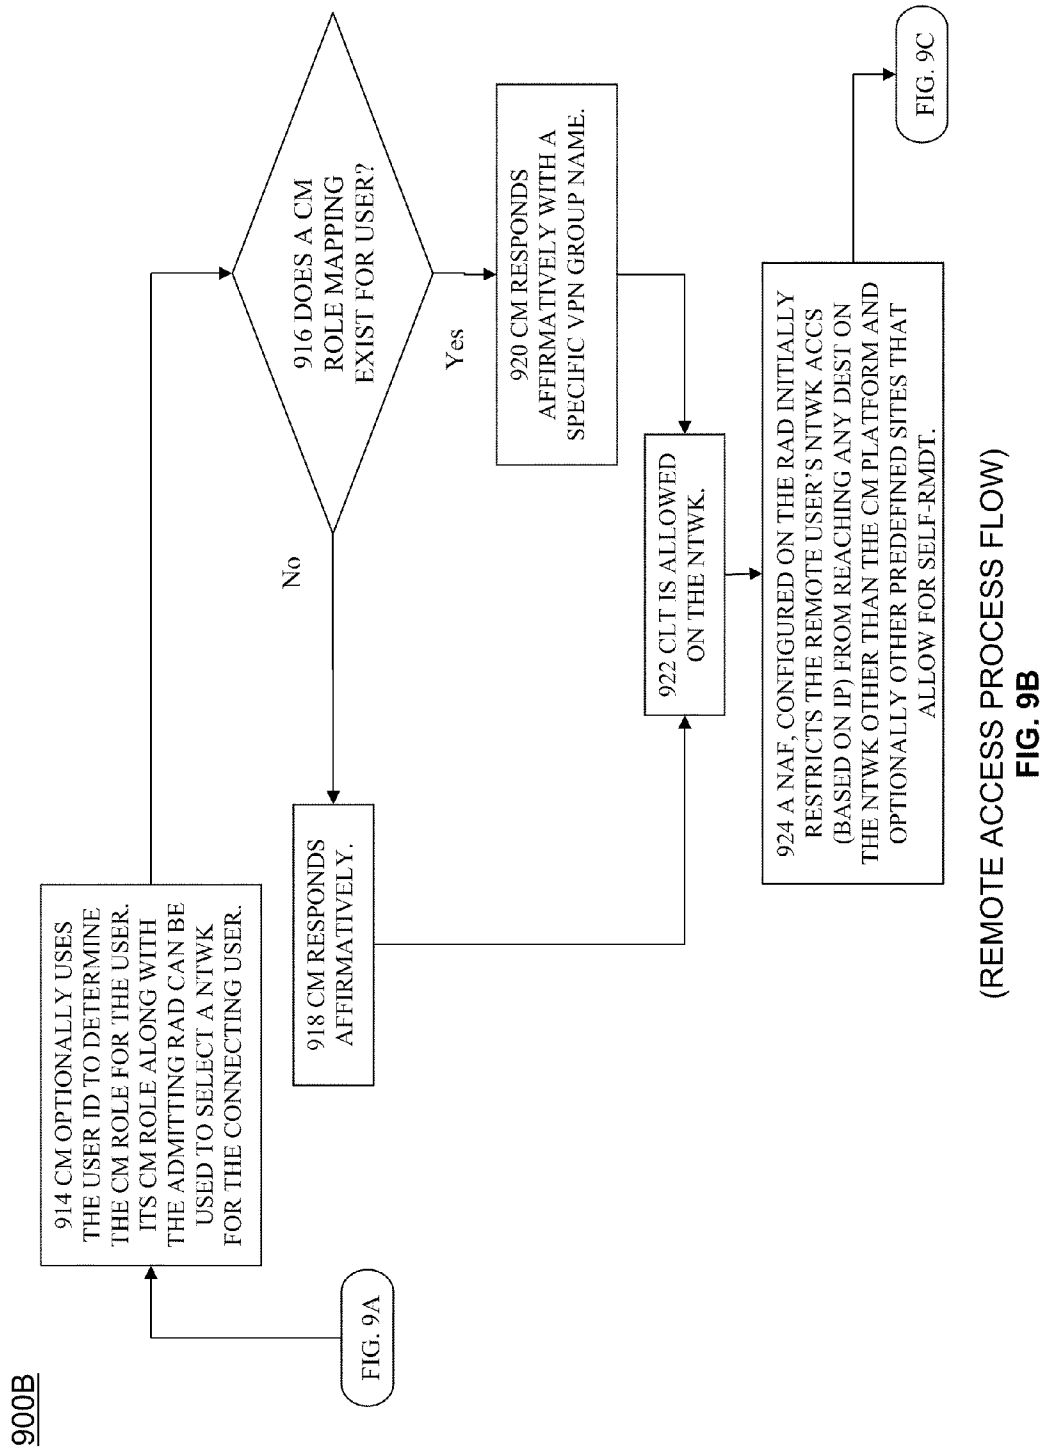 900B
FIG. 9A
914 CM OPTIONALLY USES
THE USER ID TO DETERMINE
THE CM ROLE FOR THE USER.
ITS CM ROLE ALONG WITH
THE ADMITTING RAD CAN BE
USED TO SELECT A NTWK
FOR THE CONNECTING USER.
916 DOES A CM
ROLE MAPPING
EXIST FOR USER?
No
Yes
918 CM RESPONDS
AFFIRMATIVELY.
920 CM RESPONDS
AFFIRMATIVELY WITH A
SPECIFIC VPN GROUP NAME.
922 CLT IS ALLOWED
ON THE NTWK.
924 A NAF, CONFIGURED ON THE RAD INITIALLY
RESTRICTS THE REMOTE USER'S NTWK ACCS
(BASED ON IP) FROM REACHING ANY DEST ON
THE NTWK OTHER THAN THE CM PLATFORM AND
OPTIONALLY OTHER PREDEFINED SITES THAT
ALLOW FOR SELF-RMDT.
FIG. 9C
(REMOTE ACCESS PROCESS FLOW)
FIG. 9B